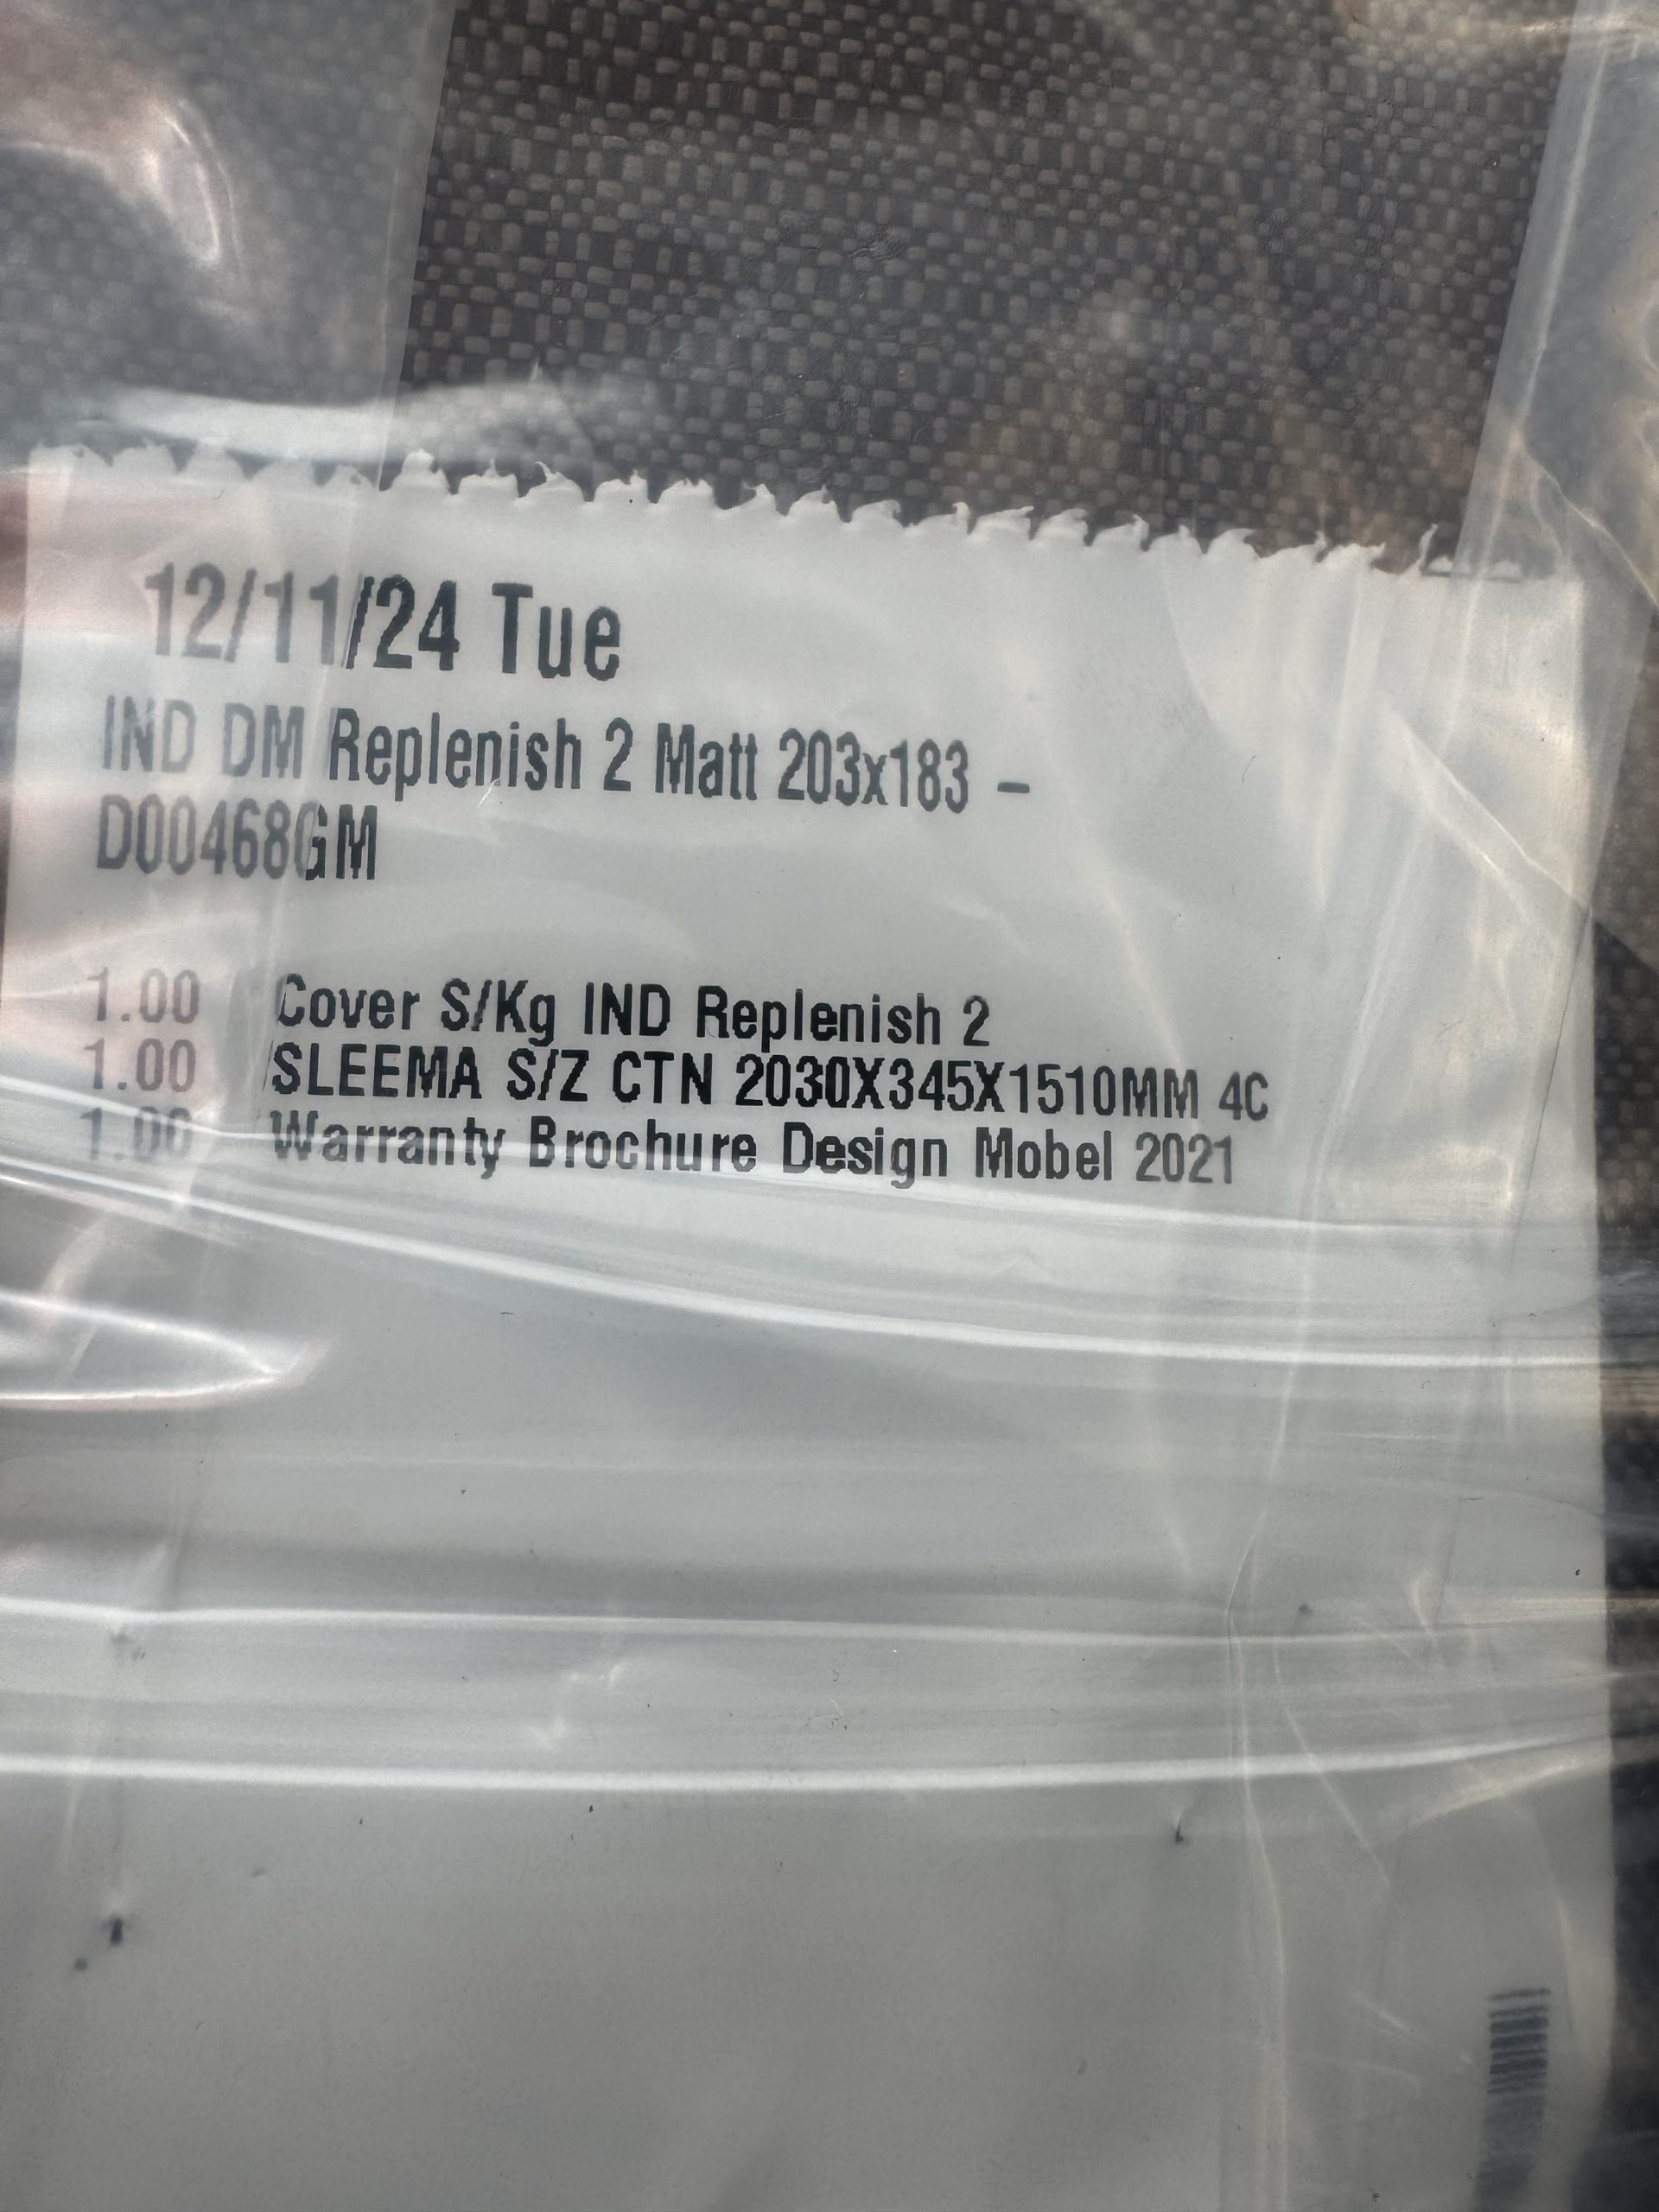 12/11/24 Tue
IND DM Replenish 2 Matt 203x183 -
D00468GM
1.00 Cover S/Kg IND Replenish 2
1.00 SLEEMA S/Z CTN 2030X345X1510MM 4C
1.00 Warranty Brochure Design Mobel 2021